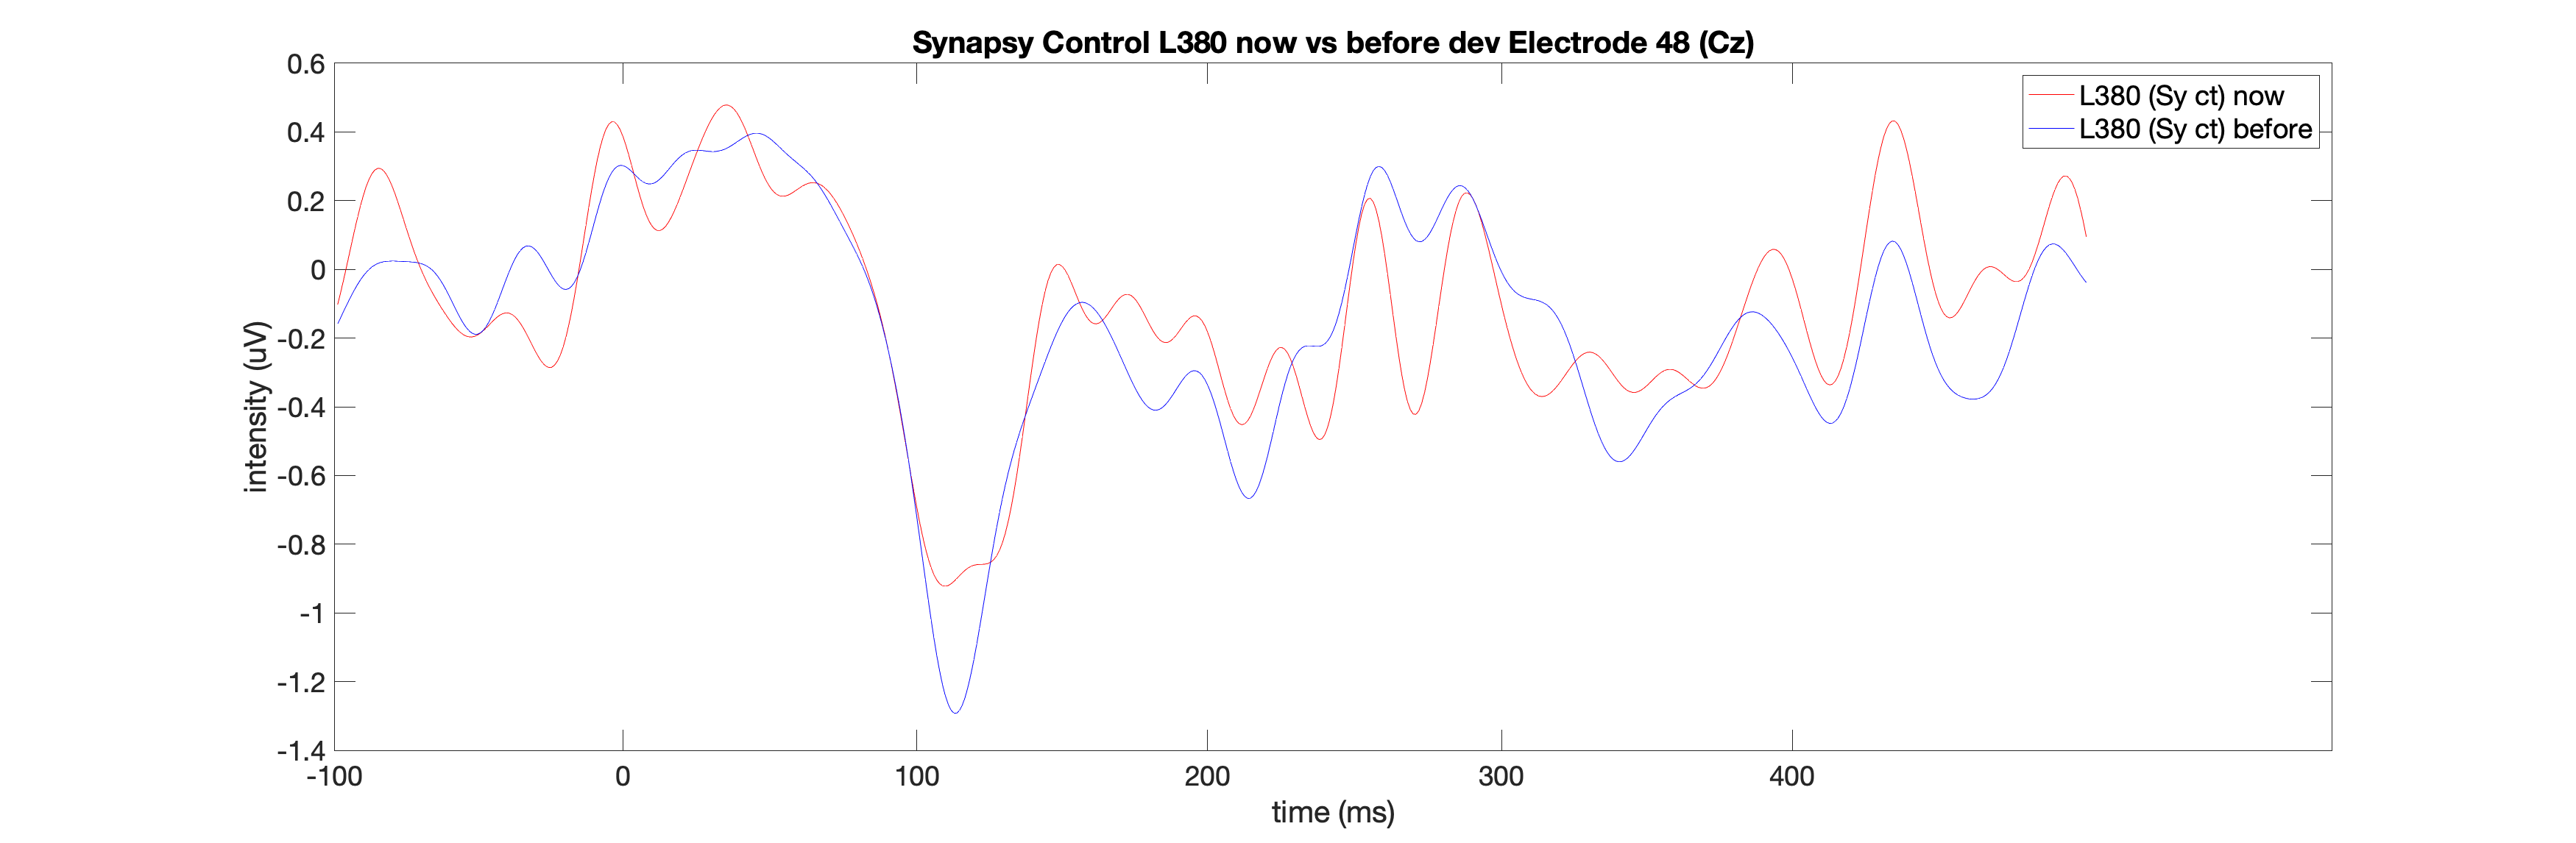 Synapsy Control L380 now vs before dev Electrode 48 (Cz)
L380 (Sy ct) now
L380 (Sy ct) before
intensity (uV)
0.6
0.4
0.2
0
-0.2
-0.4
-0.6
-0.8
-1
-1.2
-1.4
-100 0 100 200 300 400
time (ms)